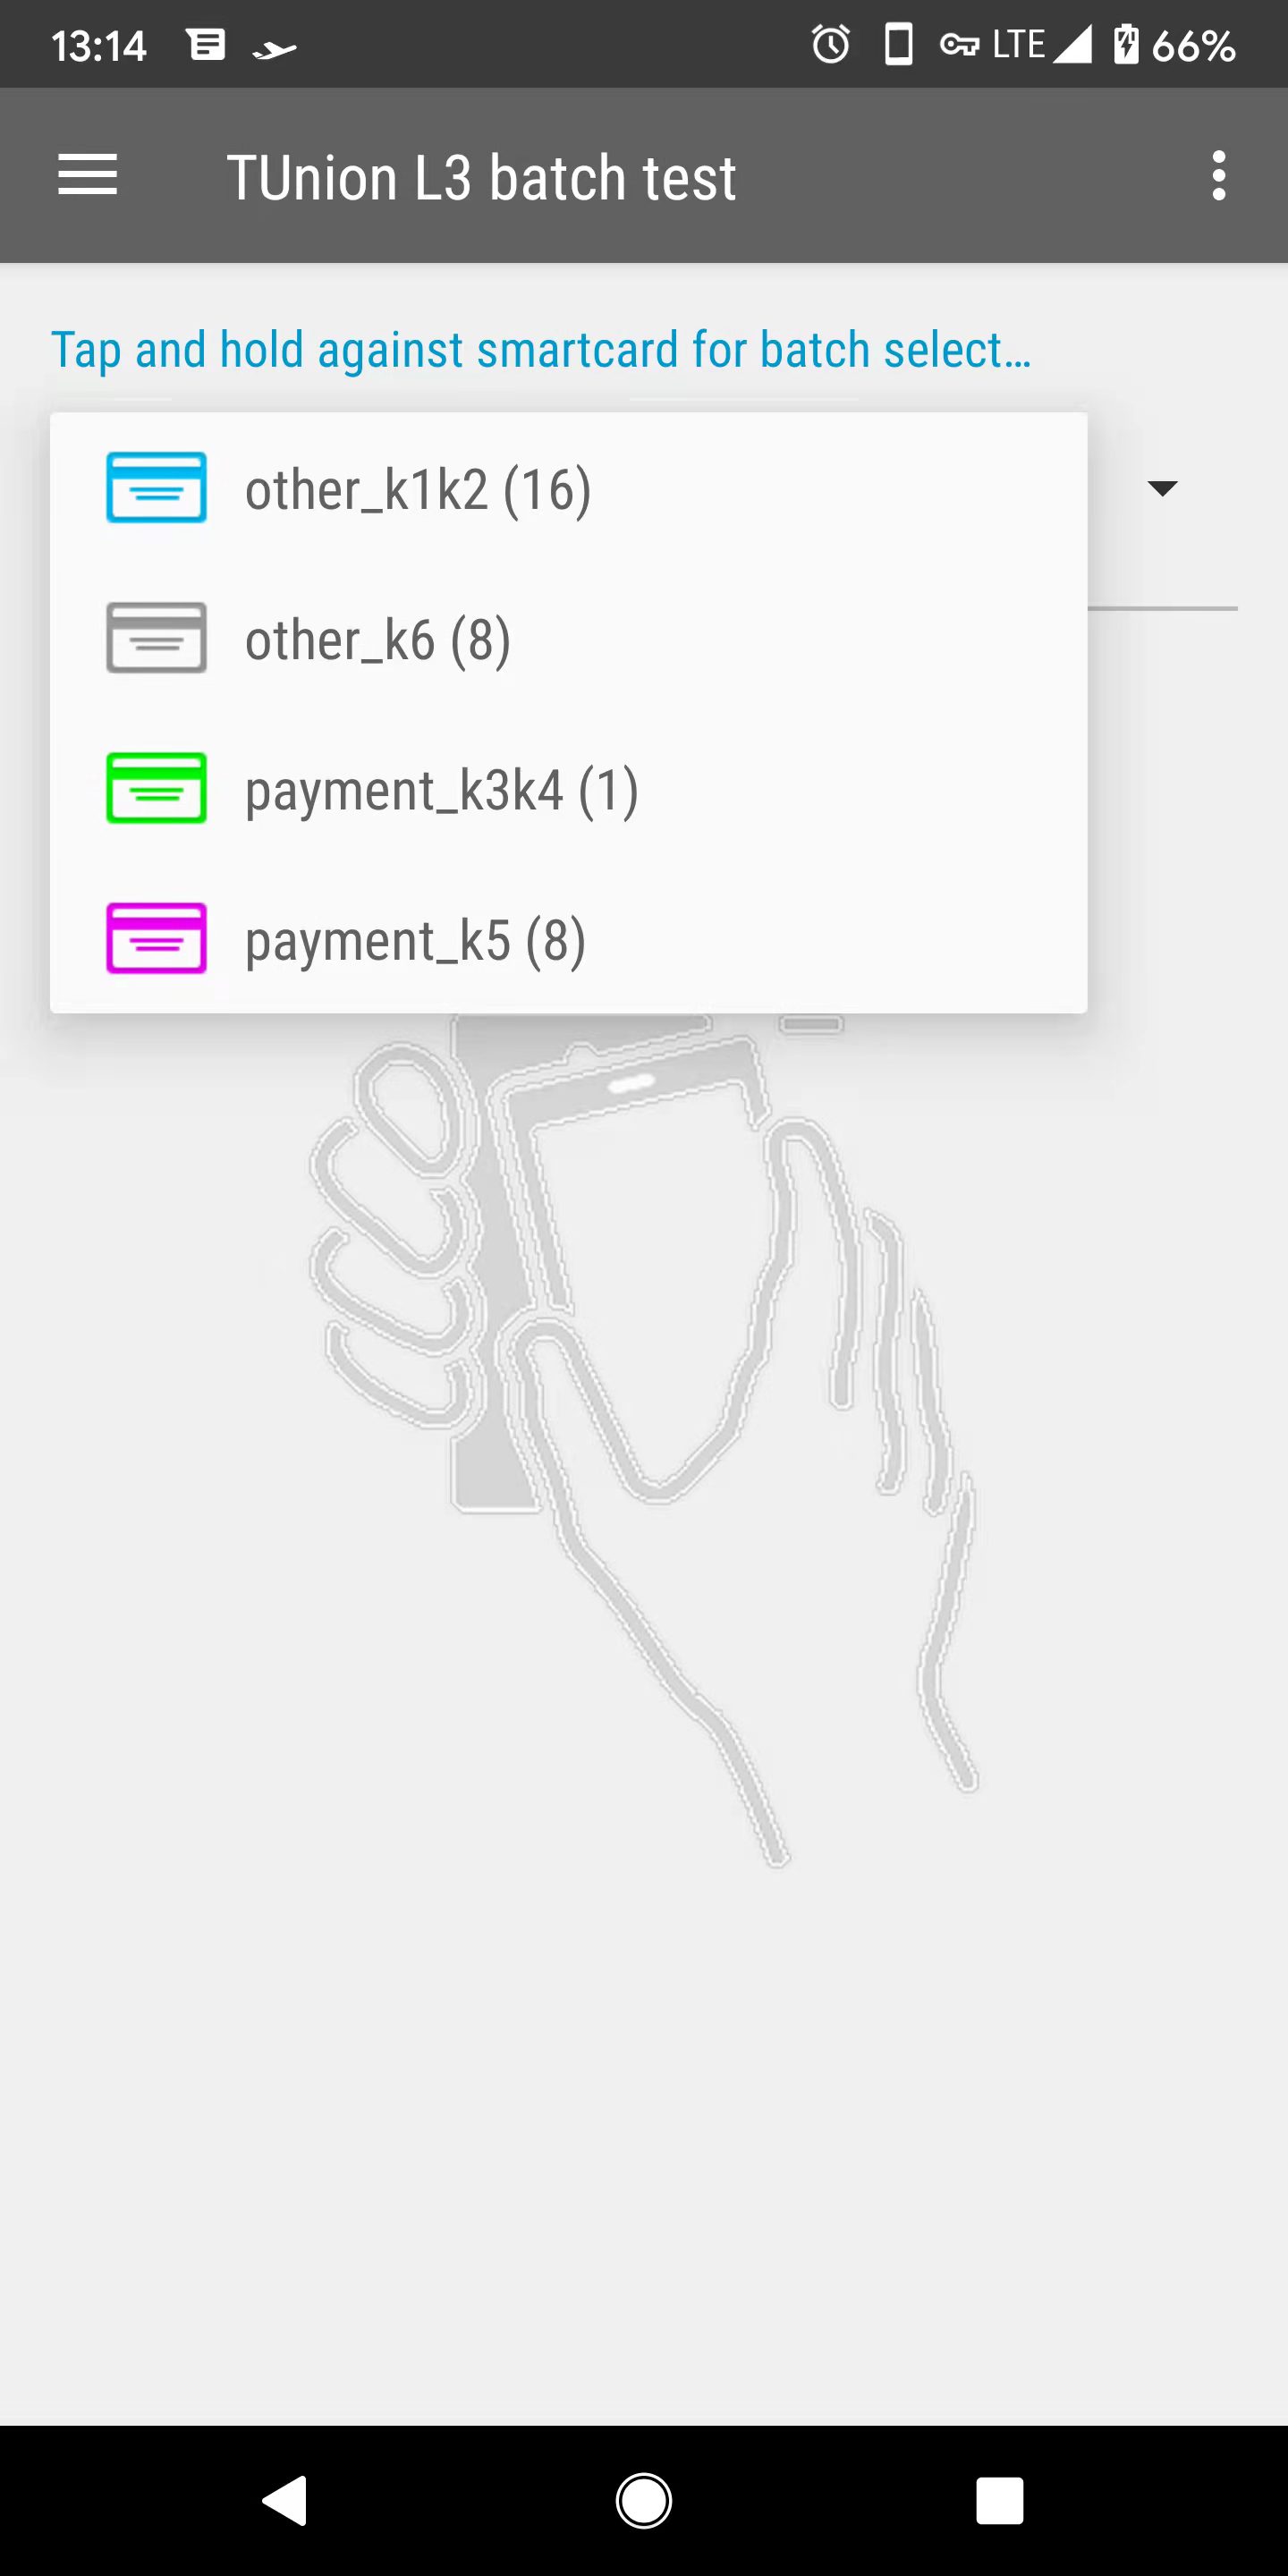 13:14 LTE 66%
TUnion L3 batch test
Tap and hold against smartcard for batch select...
other_k1k2 (16)
other_k6 (8)
payment_k3k4 (1)
payment_k5 (8)